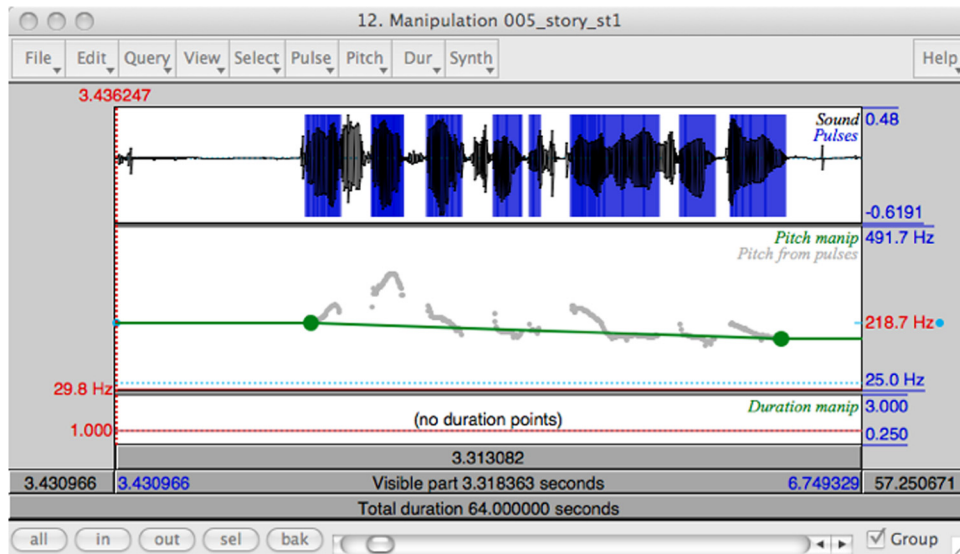 12. Manipulation 005_story_st1
File Edit Query View Select Pulse Pitch Dur Synth Help
3.436247
Sound
Pulses
0.48
-0.6191
Pitch manip
Pitch from pulses
491.7 Hz
218.7 Hz
25.0 Hz
29.8 Hz
Duration manip
3.000
(no duration points)
1.000
0.250
3.313082
3.430966 3.430966 Visible part 3.318363 seconds 6.749329 57.250671
Total duration 64.000000 seconds
all in out sel bak Group